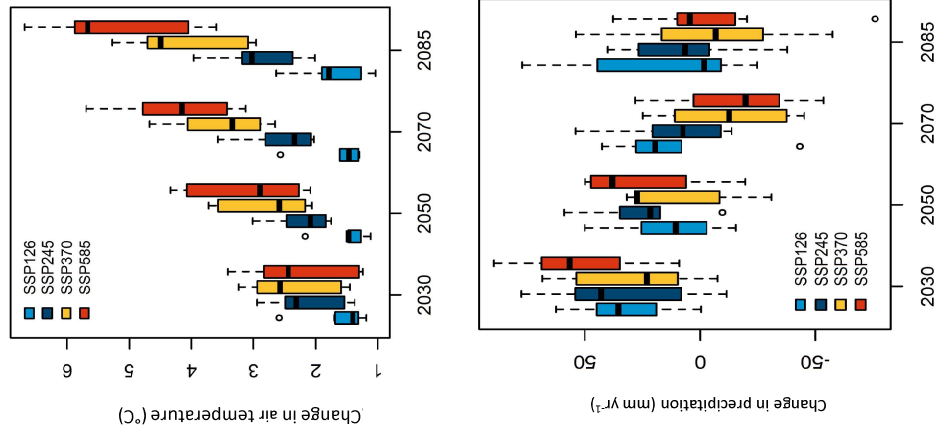 SSP126
SSP245
SSP370
SSP585
2030
2050
2070
2085
6
5
4
3
2
1
Change in air temperature (°C)
SSP126
SSP245
SSP370
SSP585
2030
2050
2070
2085
50
0
-50
Change in precipitation (mm yr⁻¹)